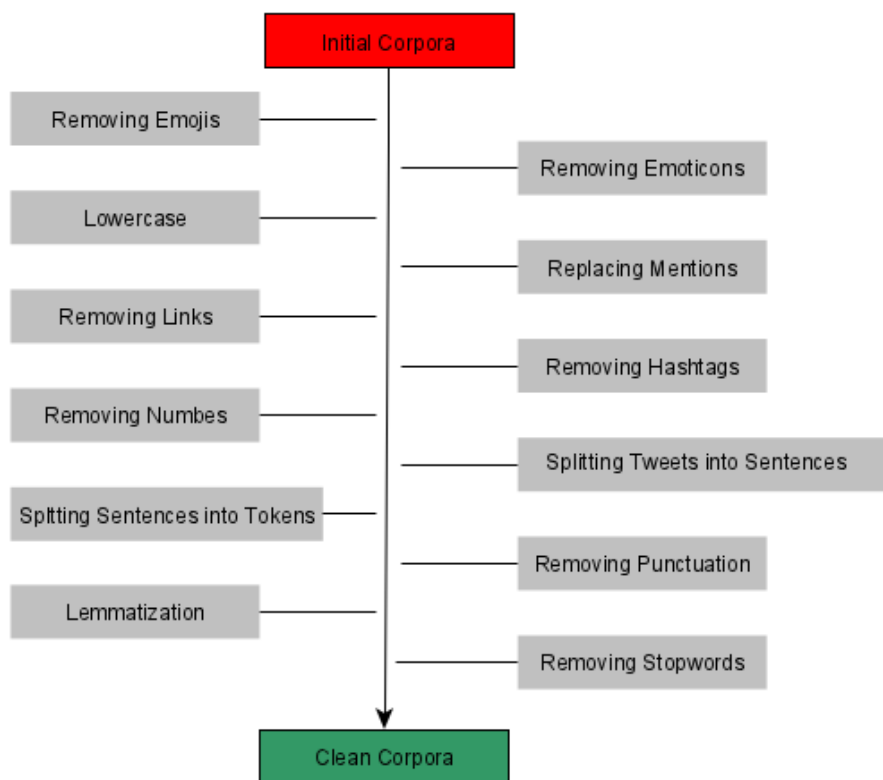 Initial Corpora
Removing Emojis
Removing Emoticons
Lowercase
Replacing Mentions
Removing Links
Removing Hashtags
Removing Numbes
Splitting Tweets into Sentences
Spltting Sentences into Tokens
Removing Punctuation
Lemmatization
Removing Stopwords
Clean Corpora